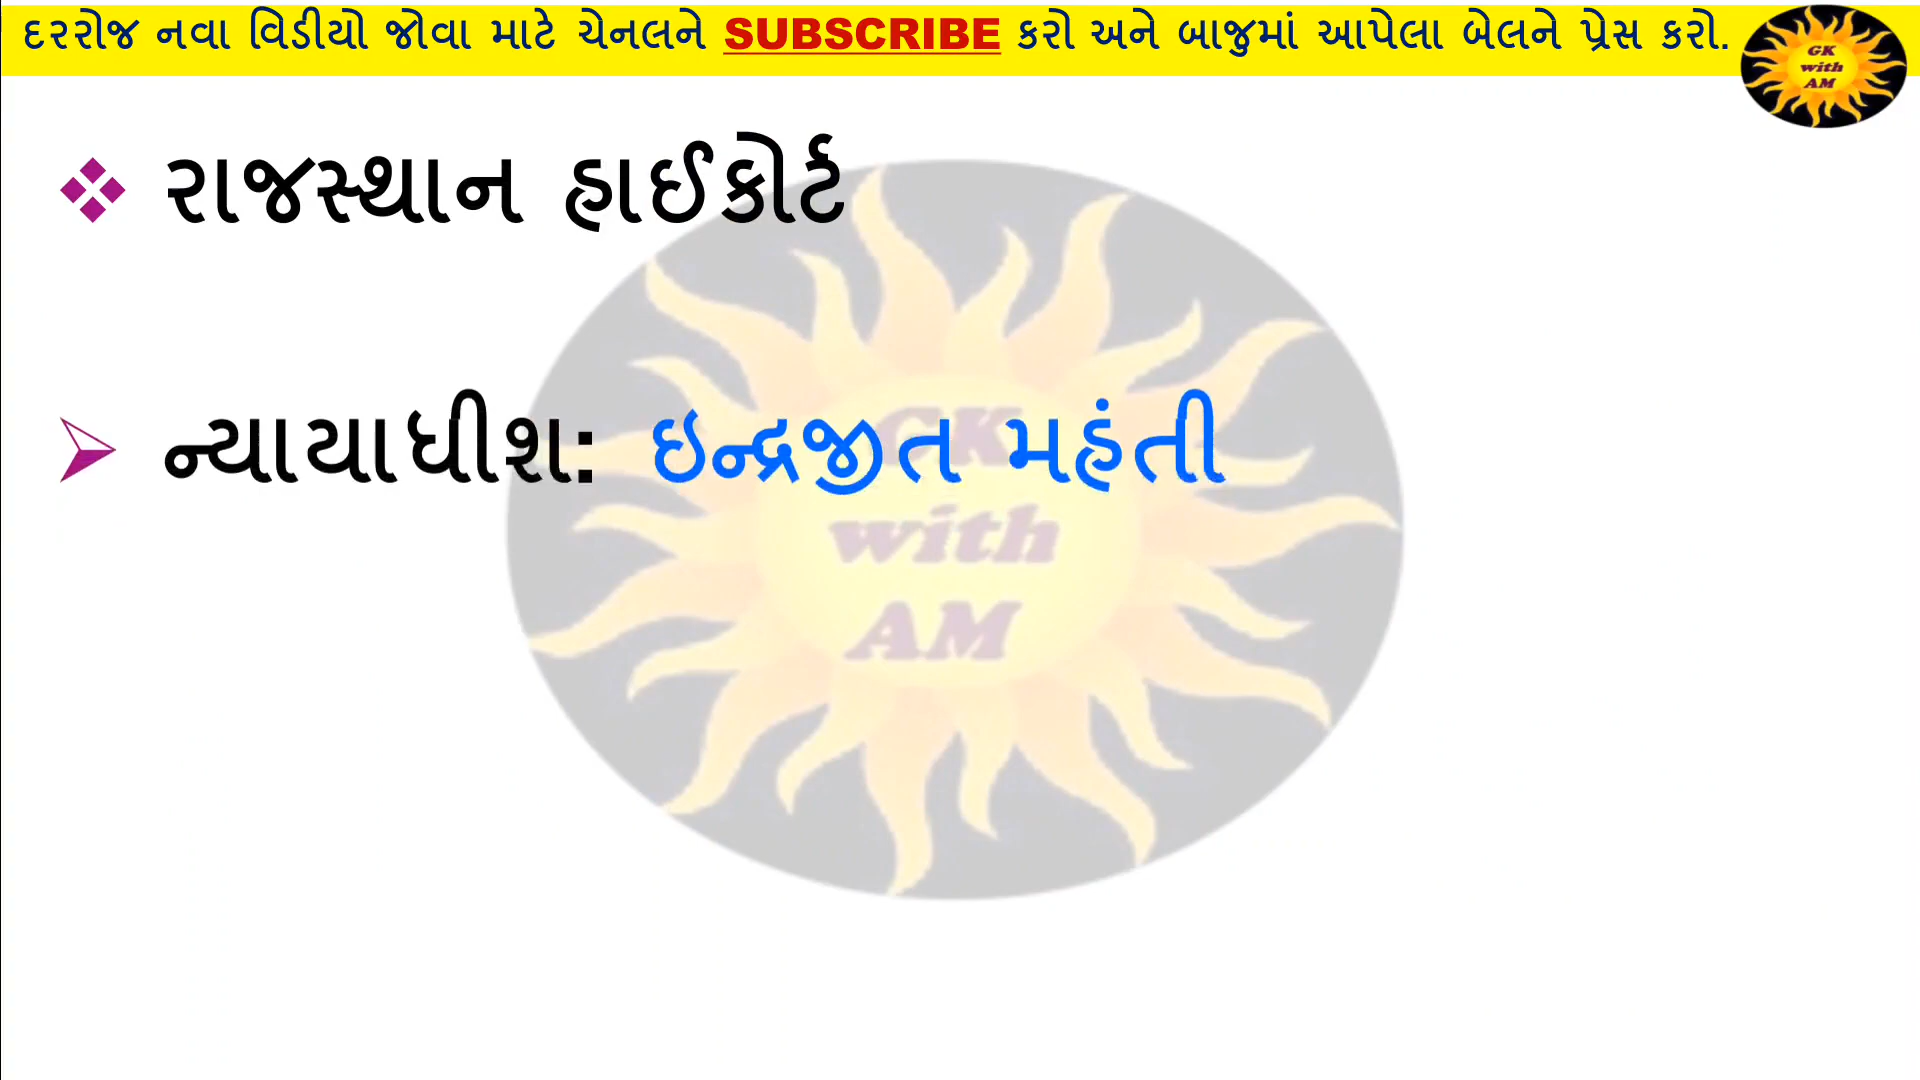 દરરોજ નવા વિડીયો જોવા માટે ચેનલને SUBSCRIBE કરો અને બાજુમાં આપેલા બેલને પ્રેસ કરો.
GK
with
AM
રાજસ્થાન હાઈકોર્ટ
ન્યાયાધીશ: ઇન્દ્રજીત મહંતી
GK
with
AM